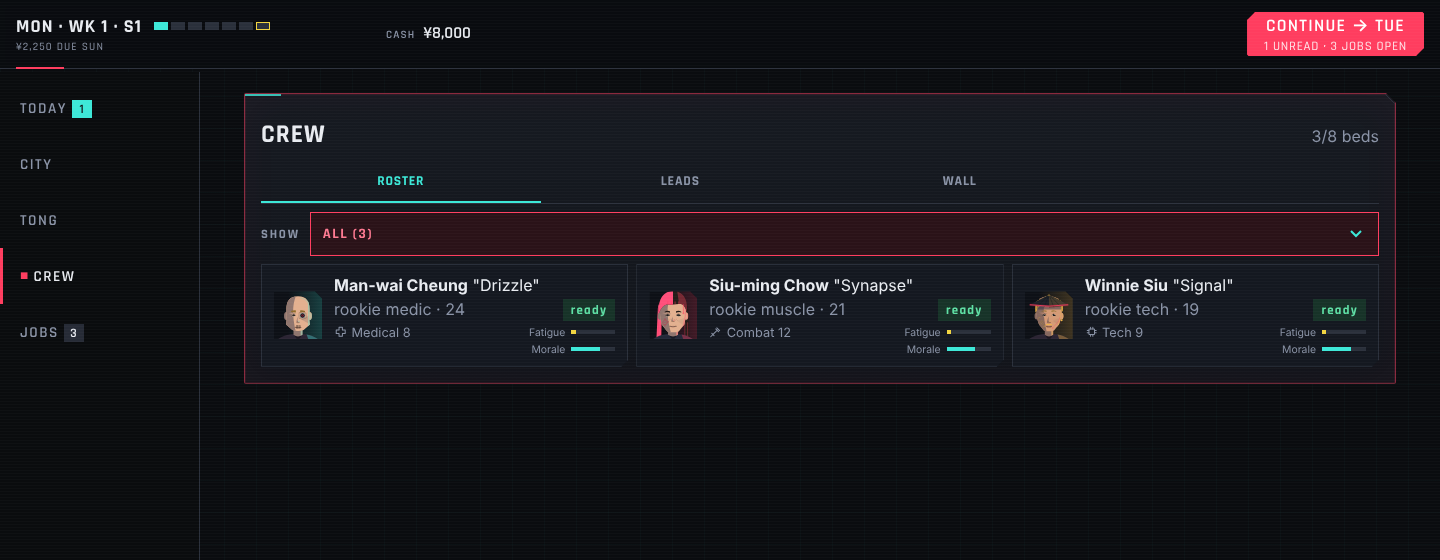 MON · WK 1 · S1
¥2,250 DUE SUN
CASH ¥8,000
CONTINUE → TUE
1 UNREAD · 3 JOBS OPEN
TODAY 1
CITY
TONG
CREW
JOBS 3
CREW
3/8 beds
ROSTER LEADS WALL
SHOW ALL (3)
Man-wai Cheung "Drizzle"
rookie medic · 24
ready
Medical 8
Fatigue
Morale
Siu-ming Chow "Synapse"
rookie muscle · 21
ready
Combat 12
Fatigue
Morale
Winnie Siu "Signal"
rookie tech · 19
ready
Tech 9
Fatigue
Morale